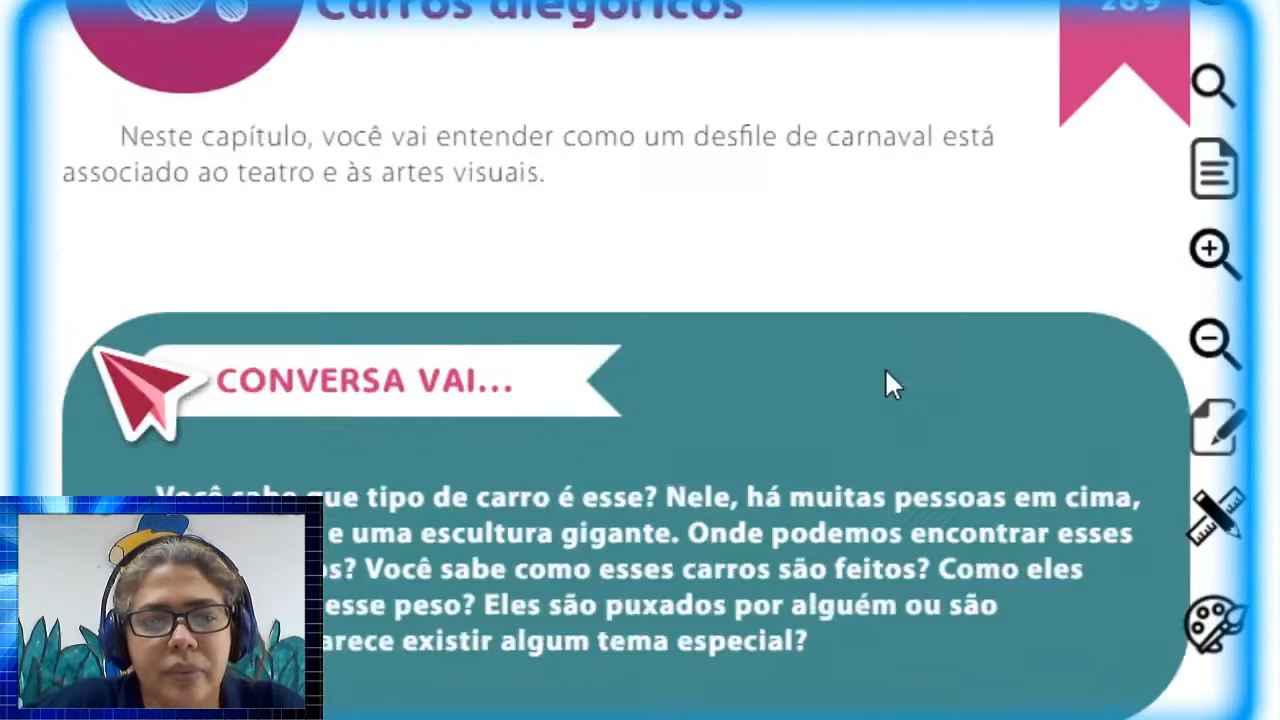 Carros alegóricos
289
Neste capítulo, você vai entender como um desfile de carnaval está
associado ao teatro e às artes visuais.
CONVERSA VAI...
Você sabe que tipo de carro é esse? Nele, há muitas pessoas em cima,
e uma escultura gigante. Onde podemos encontrar esses
Você sabe como esses carros são feitos? Como eles
esse peso? Eles são puxados por alguém ou são
existir algum tema especial?